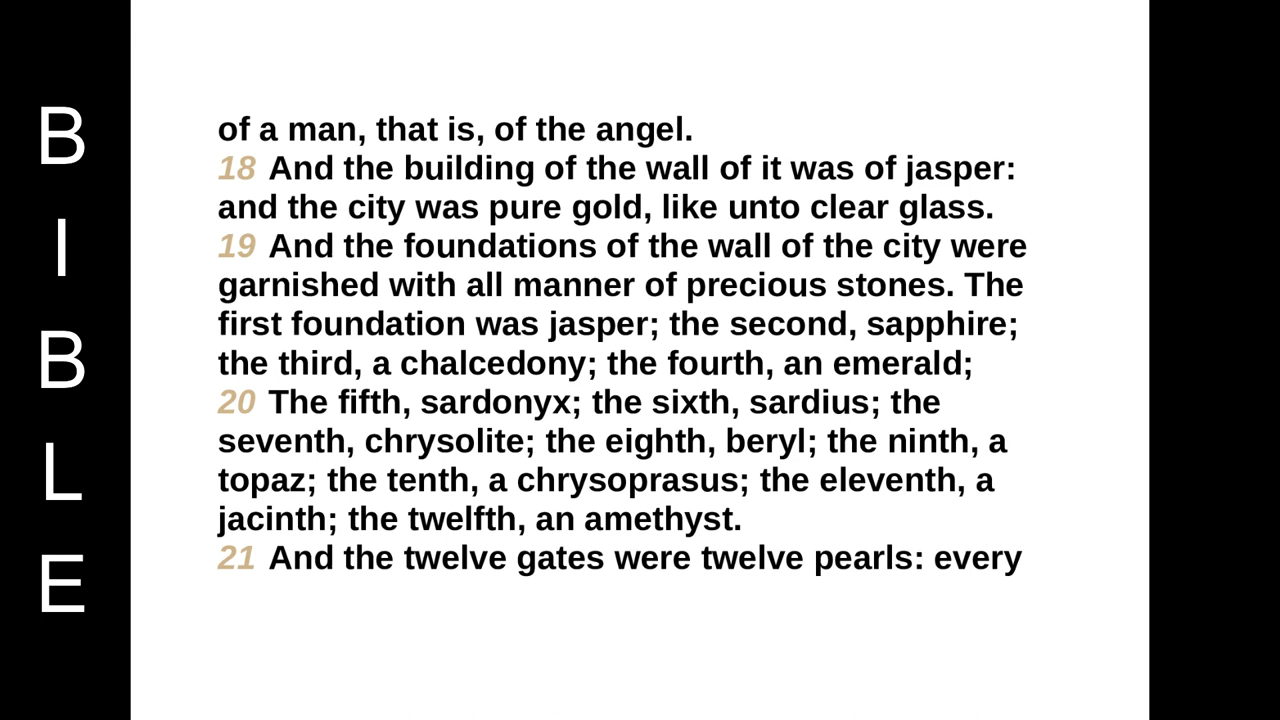 BIBLE
of a man, that is, of the angel.
18 And the building of the wall of it was of jasper:
and the city was pure gold, like unto clear glass.
19 And the foundations of the wall of the city were
garnished with all manner of precious stones. The
first foundation was jasper; the second, sapphire;
the third, a chalcedony; the fourth, an emerald;
20 The fifth, sardonyx; the sixth, sardius; the
seventh, chrysolite; the eighth, beryl; the ninth, a
topaz; the tenth, a chrysoprasus; the eleventh, a
jacinth; the twelfth, an amethyst.
21 And the twelve gates were twelve pearls: every